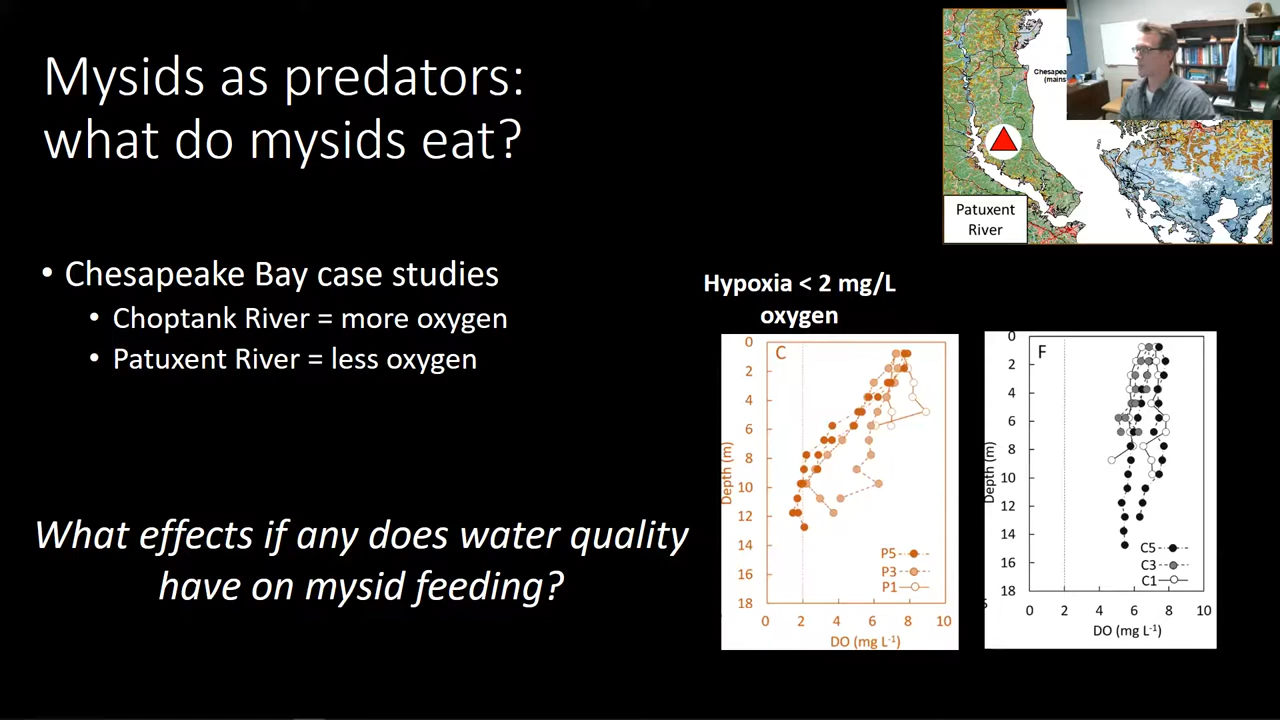 Mysids as predators:
what do mysids eat?
• Chesapeake Bay case studies
• Choptank River = more oxygen
• Patuxent River = less oxygen
What effects if any does water quality
have on mysid feeding?
Chesapea
(mains
Patuxent
River
Hypoxia < 2 mg/L
oxygen
C
0
2
4
6
8
10
12
14
16
18
Depth (m)
P5
P3
P1
0 2 4 6 8 10
DO (mg L-1)
F
0
2
4
6
8
10
12
14
16
18
Depth (m)
C5
C3
C1
0 2 4 6 8 10
DO (mg L-1)